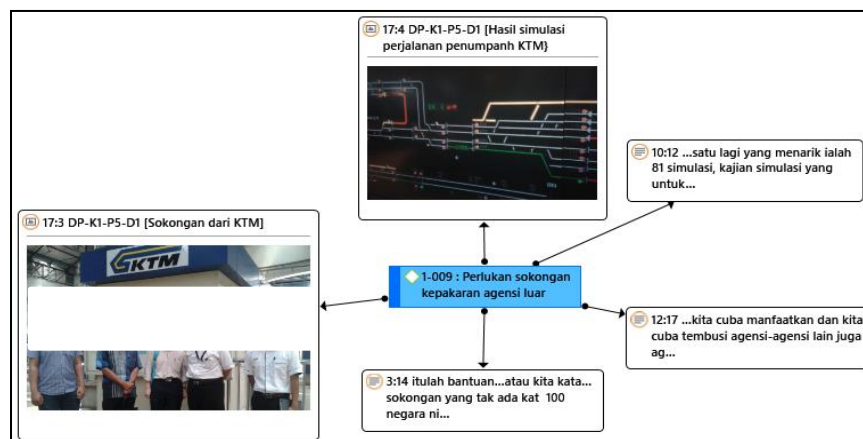 17:4 DP-K1-P5-D1 [Hasil simulasi
perjalanan penumpanh KTM}
10:12 ...satu lagi yang menarik ialah
81 simulasi, kajian simulasi yang
untuk...
17:3 DP-K1-P5-D1 [Sokongan dari KTM]
KTM
1-009 : Perlukan sokongan
kepakaran agensi luar
12:17 ...kita cuba manfaatkan dan kita
cuba tembusi agensi-agensi lain juga
ag...
3:14 itulah bantuan...atau kita kata...
sokongan yang tak ada kat 100
negara ni...